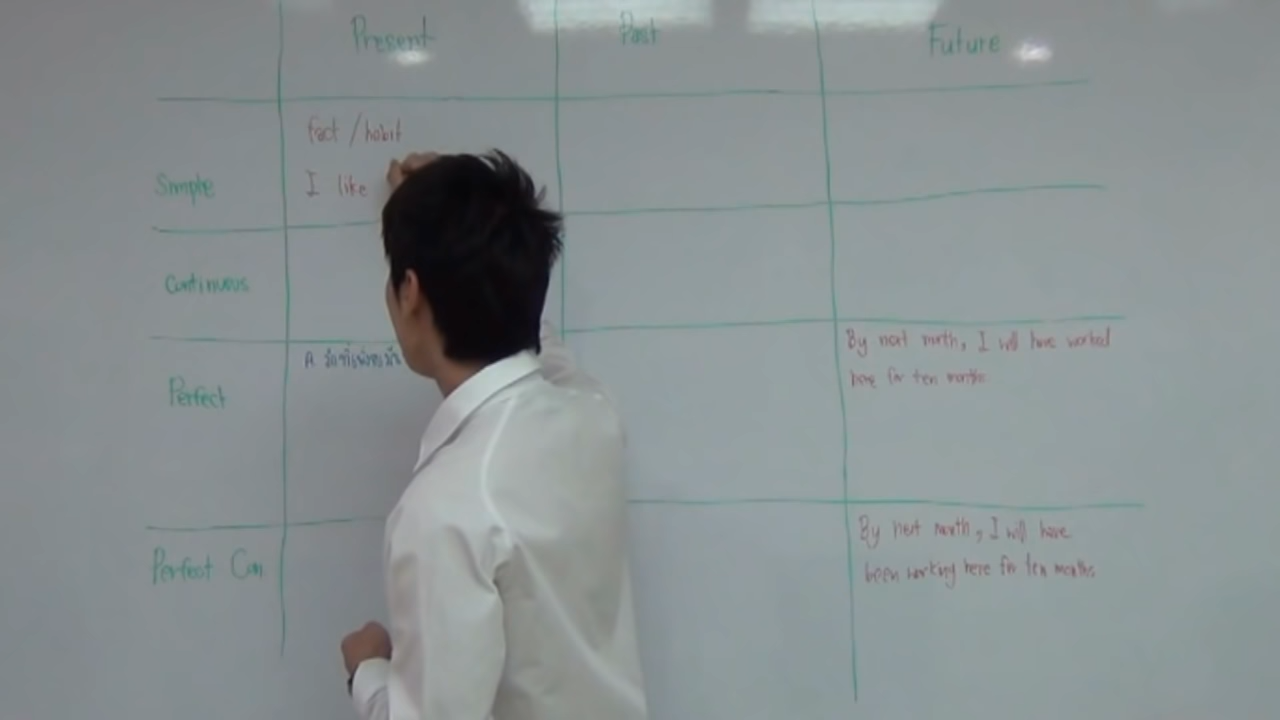 Present Past Future
fact / habit
Simple I like
Continuous
A
By next month, I will have worked
Perfect here for ten months
By next month, I will have
Perfect Con been working here for ten months